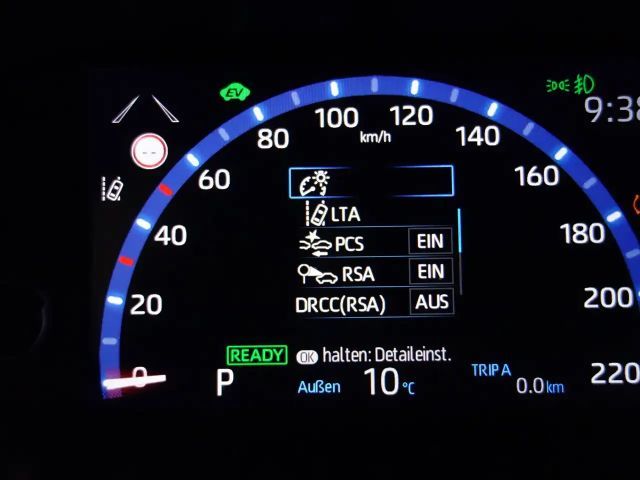 EV
9:38
100
120
80
140
km/h
60
160
--
LTA
40
180
PCS EIN
RSA EIN
20
DRCC(RSA) AUS
200
READY OK halten: Detaileinst.
0
P
Außen 10 °C
TRIP A
0.0 km
220